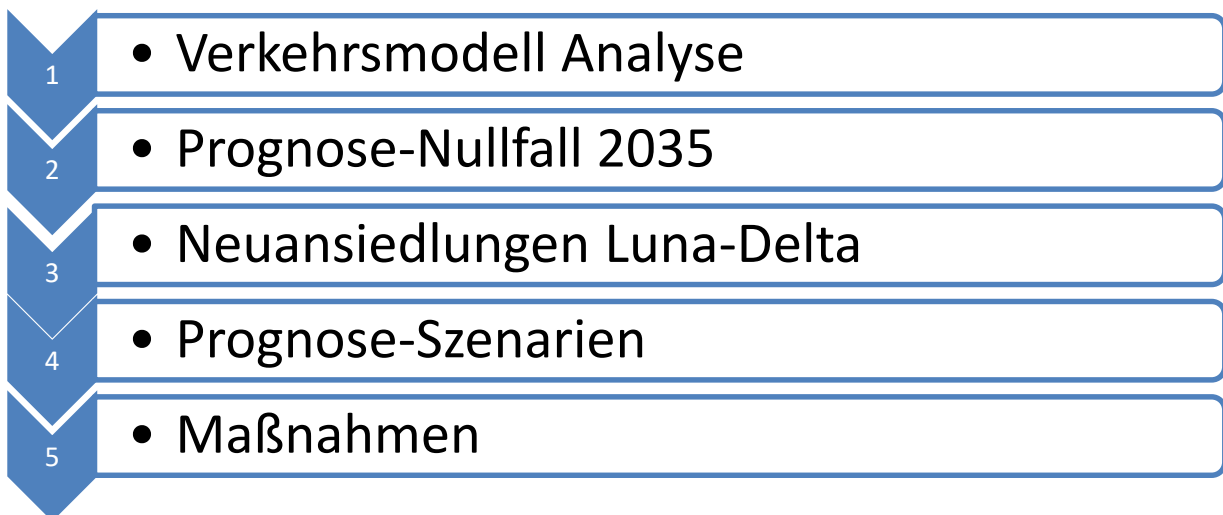 1 • Verkehrsmodell Analyse
2 • Prognose-Nullfall 2035
3 • Neuansiedlungen Luna-Delta
4 • Prognose-Szenarien
5 • Maßnahmen